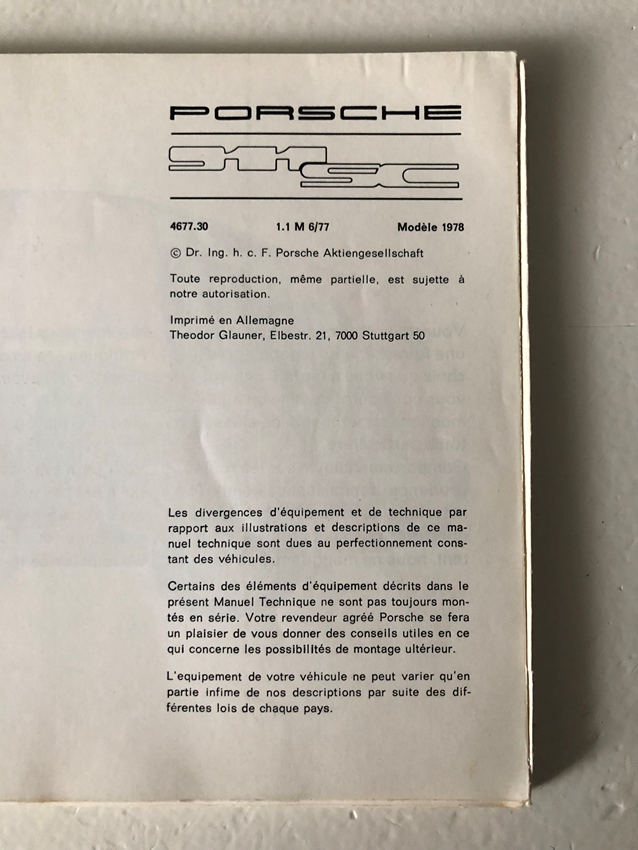 PORSCHE
911 SC
4677.30 1.1 M 6/77 Modèle 1978
© Dr. Ing. h. c. F. Porsche Aktiengesellschaft
Toute reproduction, même partielle, est sujette à
notre autorisation.
Imprimé en Allemagne
Theodor Glauner, Elbestr. 21, 7000 Stuttgart 50
Les divergences d'équipement et de technique par
rapport aux illustrations et descriptions de ce ma-
nuel technique sont dues au perfectionnement cons-
tant des véhicules.
Certains des éléments d'équipement décrits dans le
présent Manuel Technique ne sont pas toujours mon-
tés en série. Votre revendeur agréé Porsche se fera
un plaisir de vous donner des conseils utiles en ce
qui concerne les possibilités de montage ultérieur.
L'equipement de votre véhicule ne peut varier qu'en
partie infime de nos descriptions par suite des dif-
férentes lois de chaque pays.